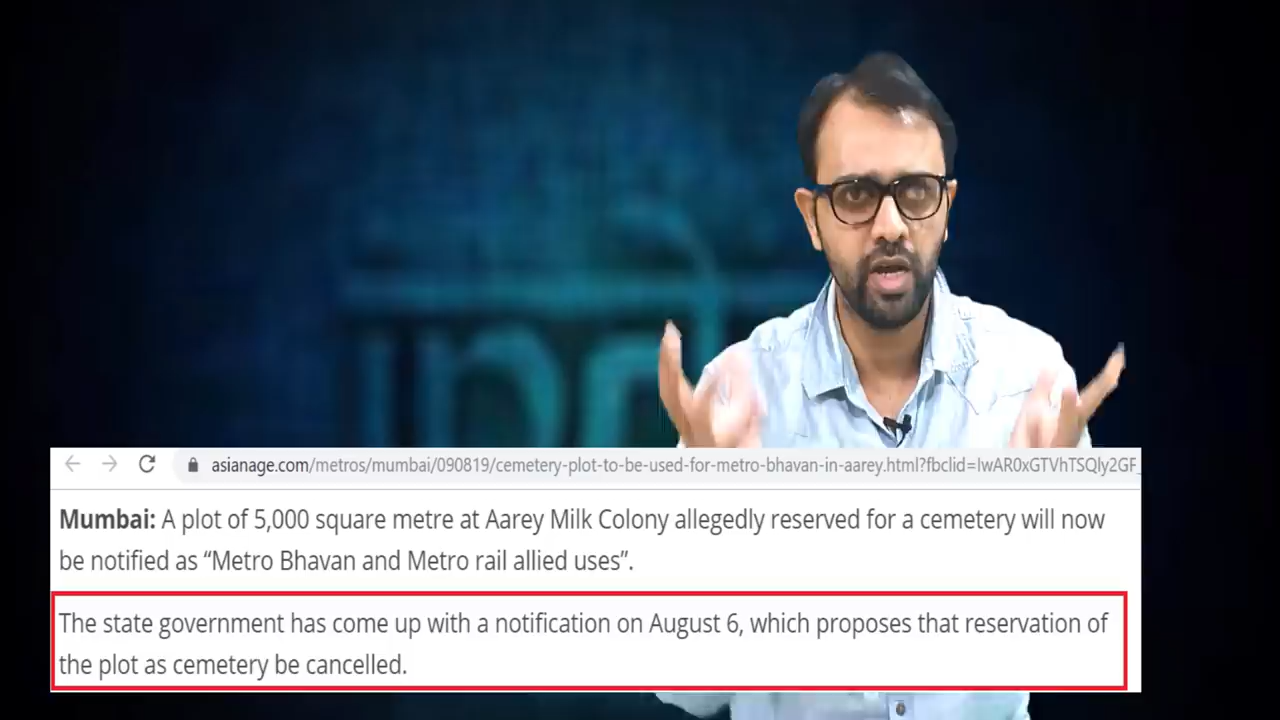 asianage.com/metros/mumbai/090819/cemetery-plot-to-be-used-for-metro-bhavan-in-aarey.html?fbclid=IwAR0xGTVhTSQly2GF_
Mumbai: A plot of 5,000 square metre at Aarey Milk Colony allegedly reserved for a cemetery will now
be notified as “Metro Bhavan and Metro rail allied uses”.
The state government has come up with a notification on August 6, which proposes that reservation of
the plot as cemetery be cancelled.